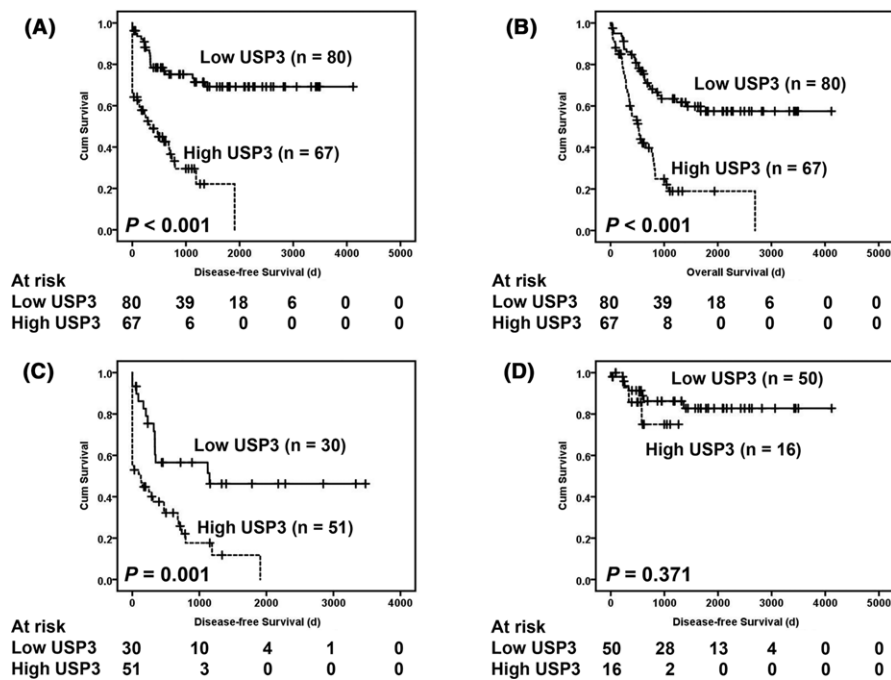 (A)
Cum Survival
1.0
0.8
0.6
0.4
0.2
0.0
Low USP3 (n = 80)
High USP3 (n = 67)
P < 0.001
0 1000 2000 3000 4000 5000
Disease-free Survival (d)
At risk
Low USP3 80 39 18 6 0 0
High USP3 67 6 0 0 0 0
(B)
Cum Survival
1.0
0.8
0.6
0.4
0.2
0.0
Low USP3 (n = 80)
High USP3 (n = 67)
P < 0.001
0 1000 2000 3000 4000 5000
Overall Survival (d)
At risk
Low USP3 80 39 18 6 0 0
High USP3 67 8 0 0 0 0
(C)
Cum Survival
1.0
0.8
0.6
0.4
0.2
0.0
Low USP3 (n = 30)
High USP3 (n = 51)
P = 0.001
0 1000 2000 3000 4000
Disease-free Survival (d)
At risk
Low USP3 30 10 4 1 0
High USP3 51 3 0 0 0
(D)
Cum Survival
1.0
0.8
0.6
0.4
0.2
0.0
Low USP3 (n = 50)
High USP3 (n = 16)
P = 0.371
0 1000 2000 3000 4000 5000
Disease-free Survival (d)
At risk
Low USP3 50 28 13 4 0 0
High USP3 16 2 0 0 0 0